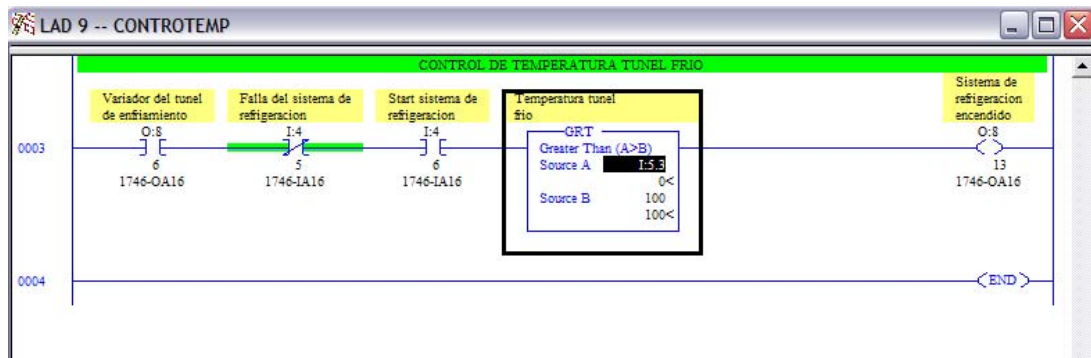 LAD 9 -- CONTROTEMP
CONTROL DE TEMPERATURA TUNEL FRIO
Variador del tunel
de enfriamiento
O:8
6
1746-OA16
Falla del sistema de
refrigeracion
I:4
5
1746-IA16
Start sistema de
refrigeracion
I:4
6
1746-IA16
Temperatura tunel
frio
GRT
Greater Than (A>B)
Source A I:5.3
0<
Source B 100
100<
Sistema de
refrigeracion
encendido
O:8
13
1746-OA16
0003
0004
END